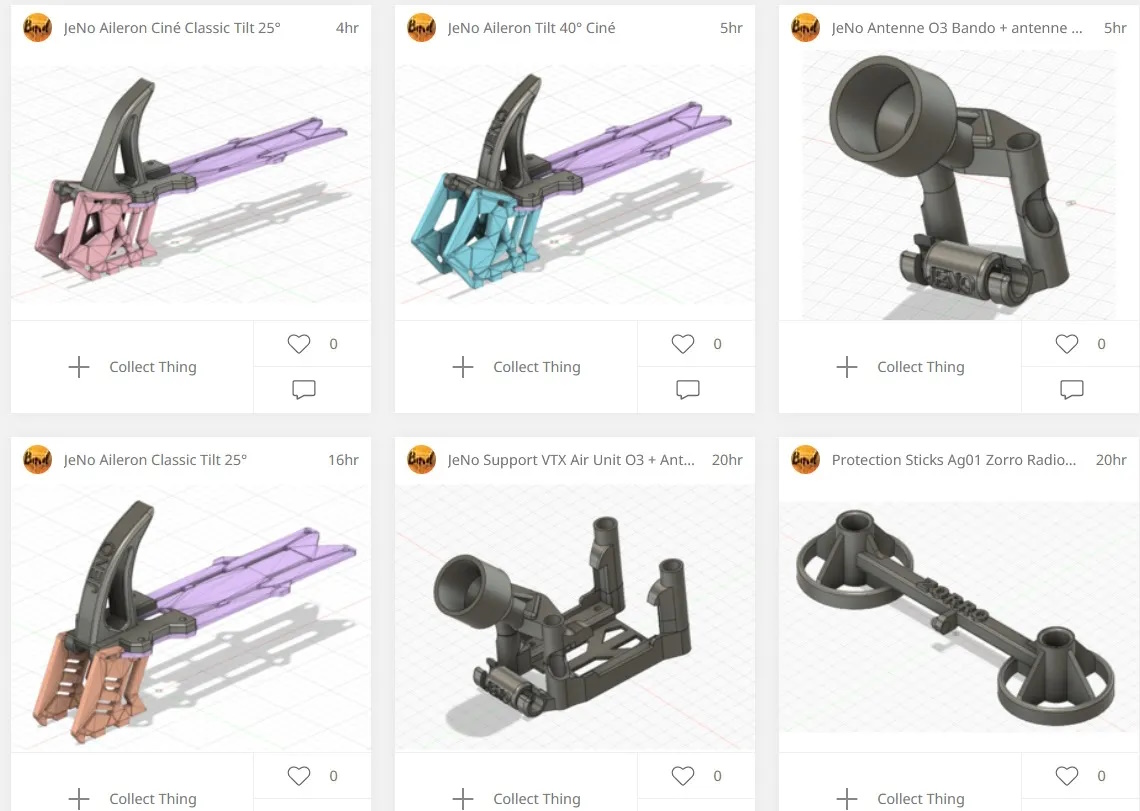 JeNo Aileron Ciné Classic Tilt 25° 4hr
JeNo Aileron Tilt 40° Ciné 5hr
JeNo Antenne O3 Bando + antenne ... 5hr
Collect Thing 0
Collect Thing 0
Collect Thing 0
JeNo Aileron Classic Tilt 25° 16hr
JeNo Support VTX Air Unit O3 + Ant... 20hr
Protection Sticks Ag01 Zorro Radio... 20hr
JENO
Collect Thing 0
Collect Thing 0
Collect Thing 0